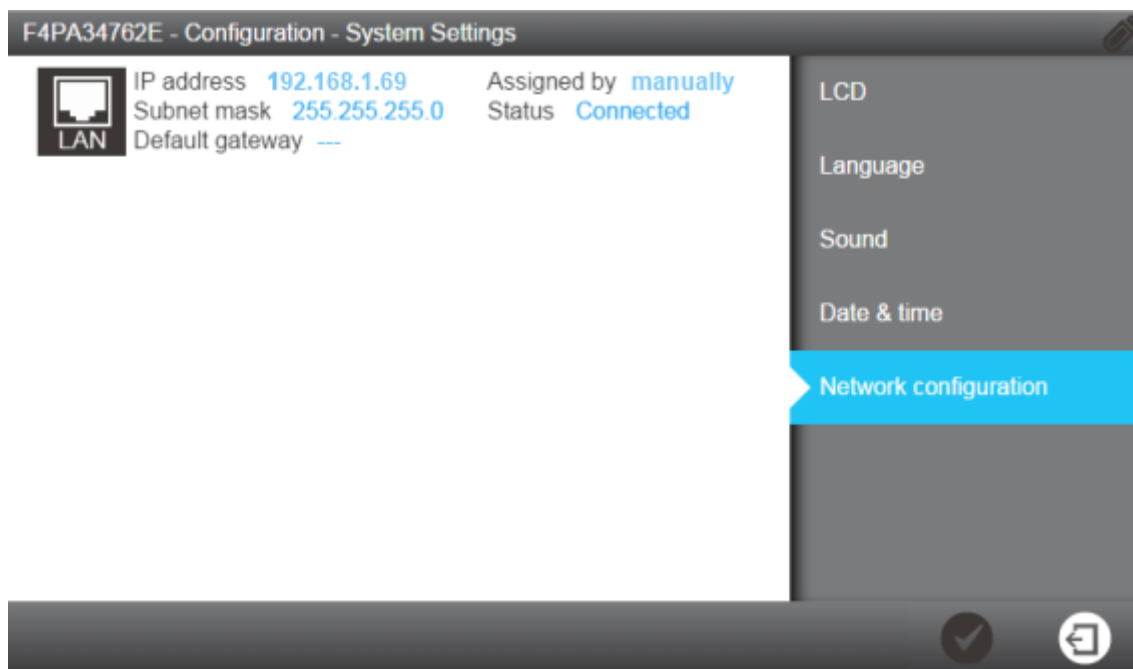 F4PA34762E - Configuration - System Settings
LAN
IP address 192.168.1.69 Assigned by manually
Subnet mask 255.255.255.0 Status Connected
Default gateway ---
LCD
Language
Sound
Date & time
Network configuration